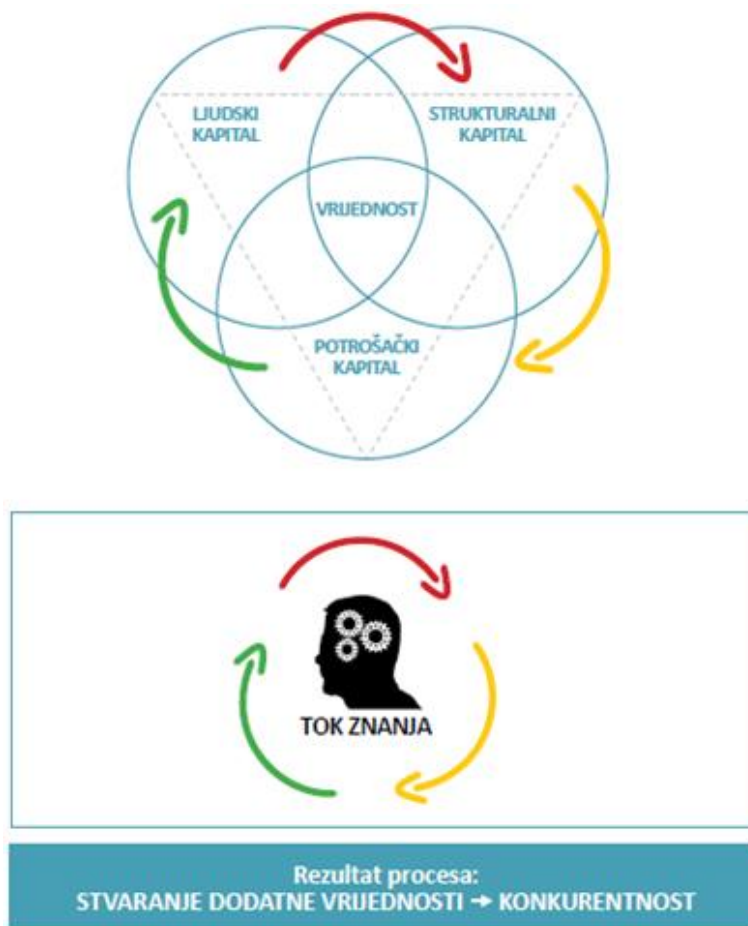 LJUDSKI
KAPITAL
STRUKTURALNI
KAPITAL
VRIJEDNOST
POTROŠAČKI
KAPITAL
TOK ZNANJA
Rezultat procesa:
STVARANJE DODATNE VRIJEDNOSTI → KONKURENTNOST